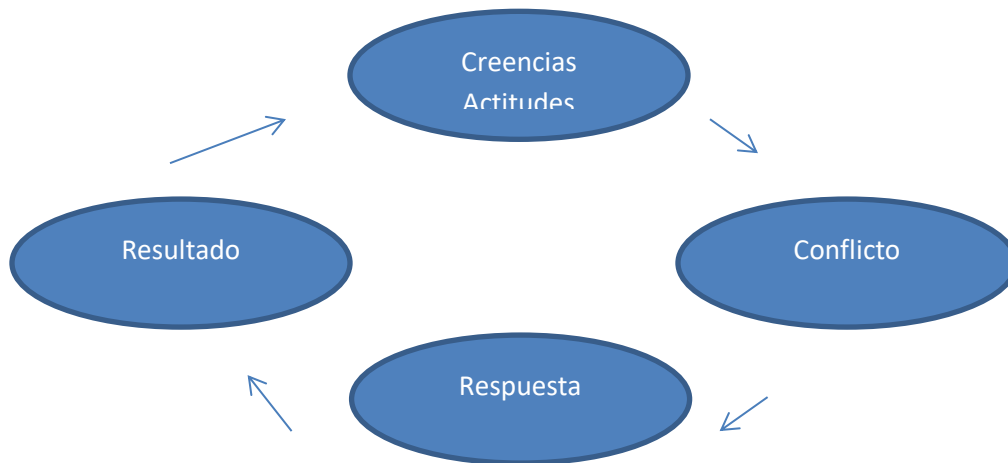 Creencias
Actitudes
Resultado
Conflicto
Respuesta